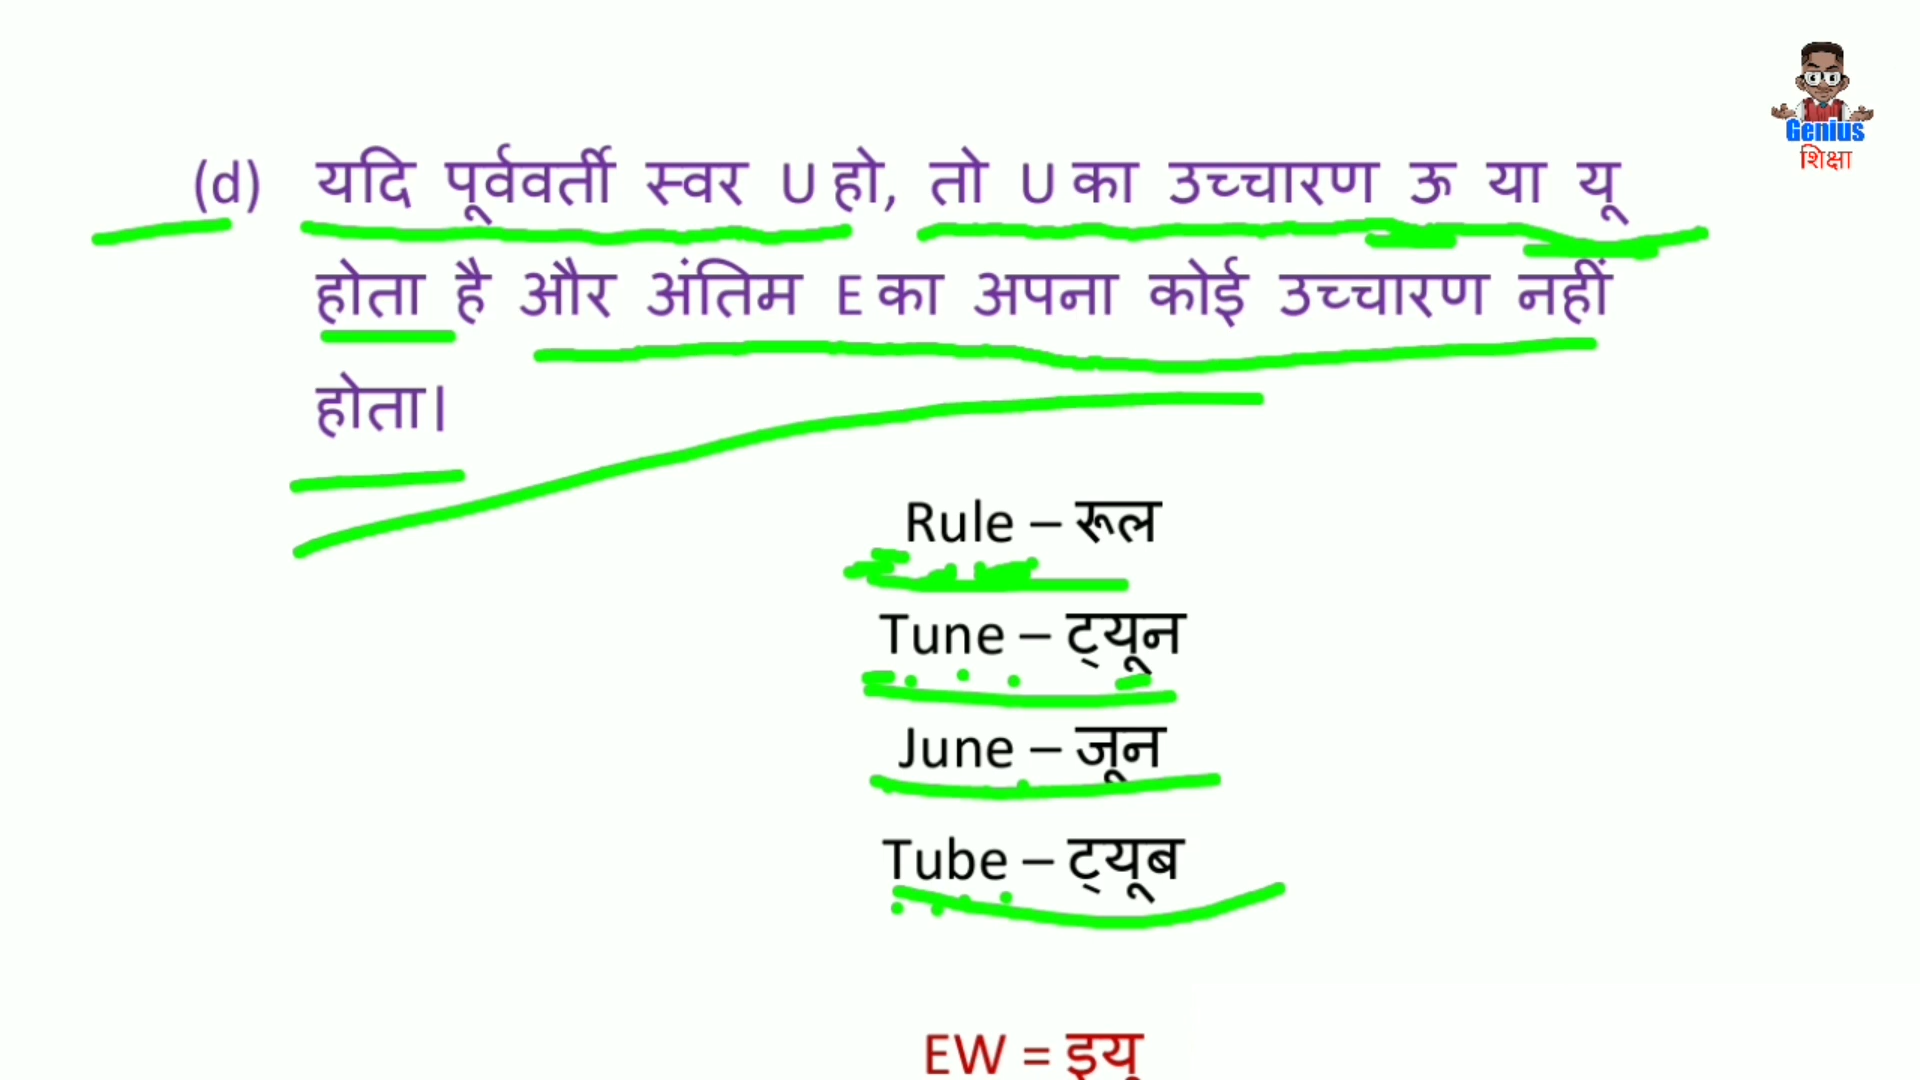 Genius
शिक्षा
(d) यदि पूर्ववर्ती स्वर U हो, तो U का उच्चारण ऊ या यू
होता है और अंतिम E का अपना कोई उच्चारण नहीं
होता।
Rule – रूल
Tune – ट्यून
June – जून
Tube – ट्यूब
EW = इयू